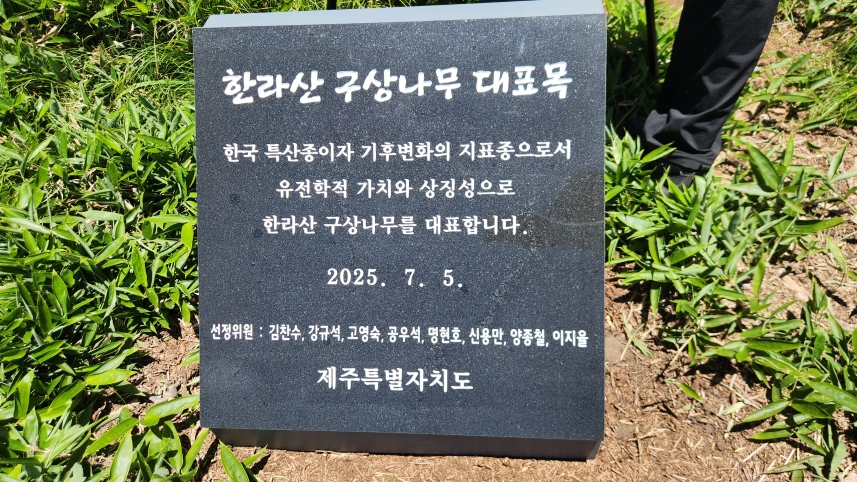 한라산 구상나무 대표목
한국 특산종이자 기후변화의 지표종으로서
유전학적 가치와 상징성으로
한라산 구상나무를 대표합니다.
2025. 7. 5.
선정위원 : 김찬수, 강규석, 고영숙, 공우석, 명현호, 신용만, 양종철, 이지율
제주특별자치도